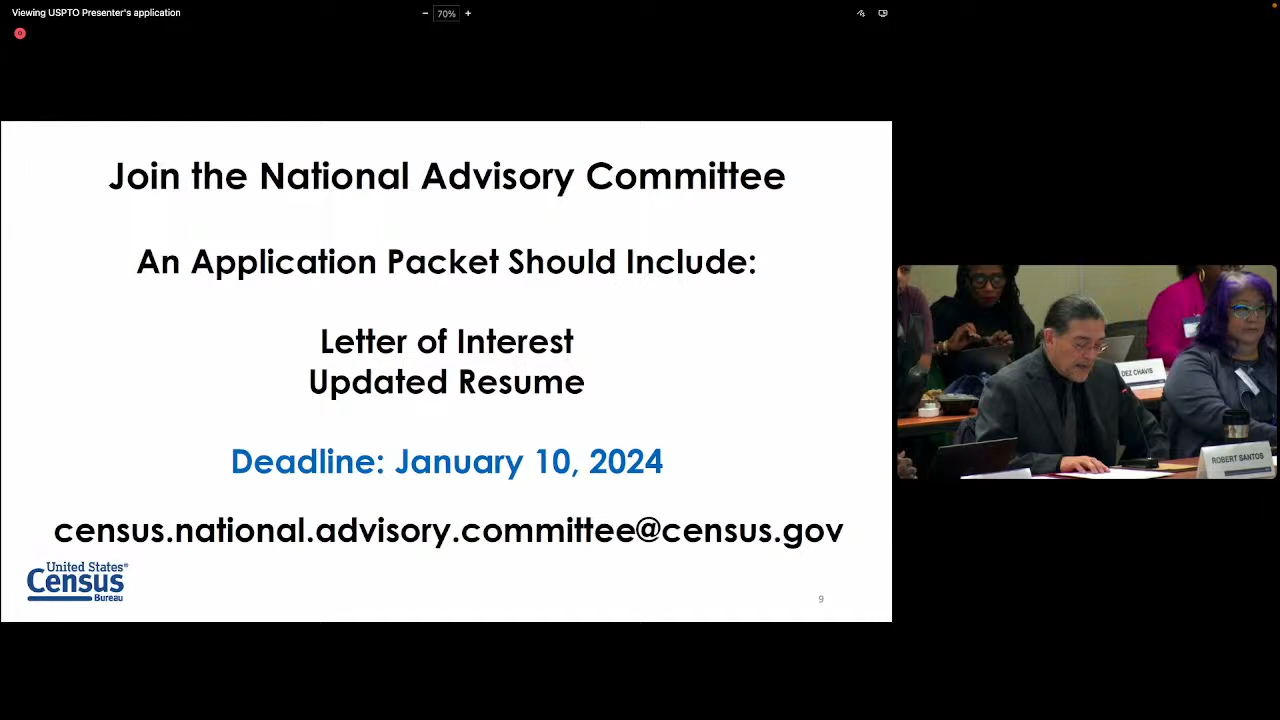 Viewing USPTO Presenter's application
− 70% +
Join the National Advisory Committee
An Application Packet Should Include:
Letter of Interest
Updated Resume
Deadline: January 10, 2024
census.national.advisory.committee@census.gov
United States®
Census
Bureau
9
DEZ CHAVIS
ROBERT SANTOS